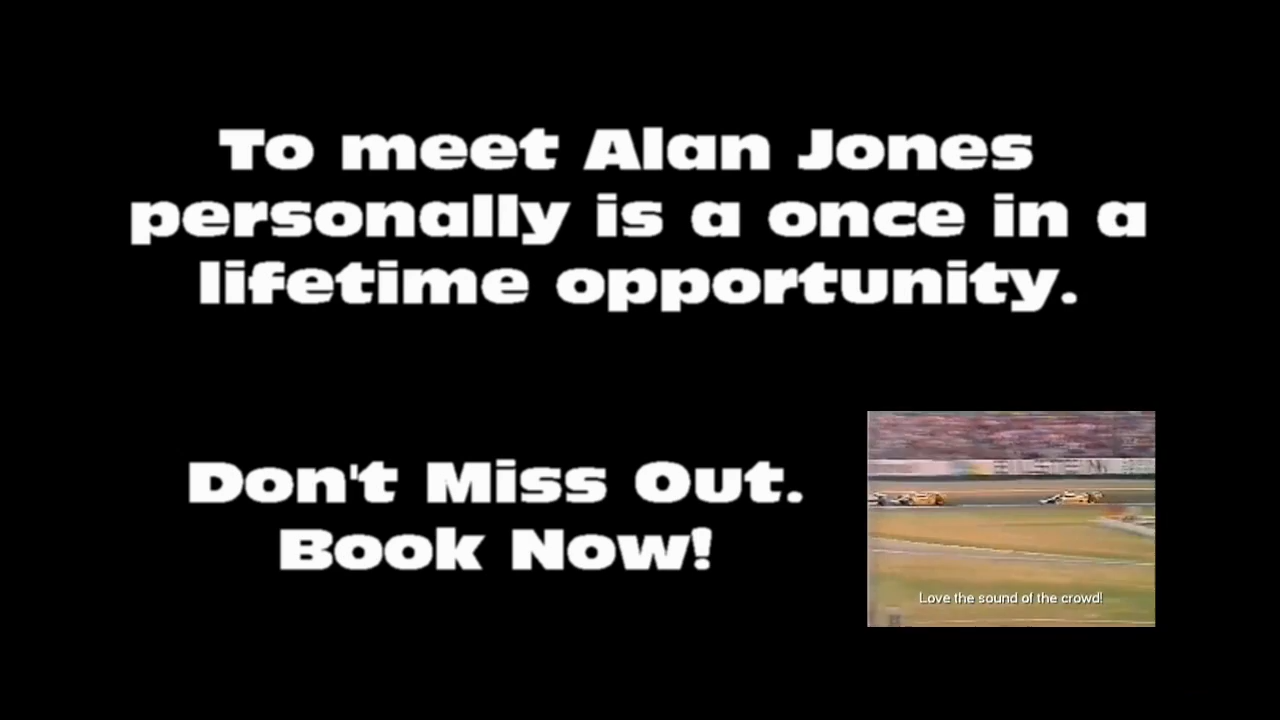 To meet Alan Jones
personally is a once in a
lifetime opportunity.
Don't Miss Out.
Book Now!
Love the sound of the crowd!